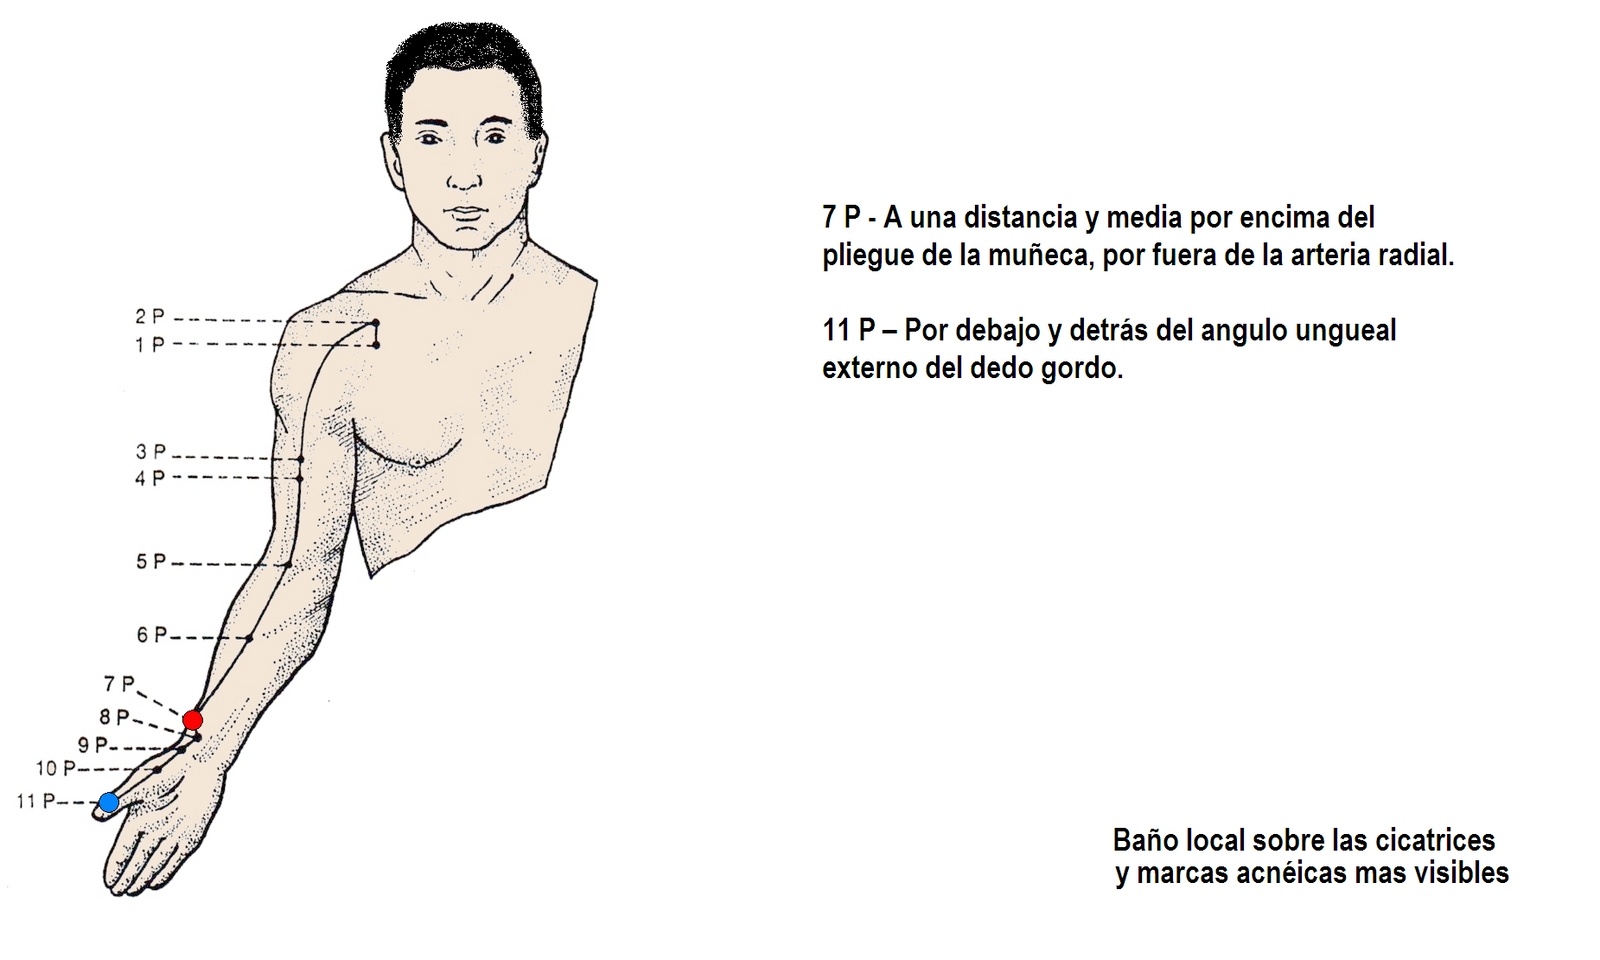 7 P - A una distancia y media por encima del
pliegue de la muñeca, por fuera de la arteria radial.
11 P – Por debajo y detrás del angulo ungueal
externo del dedo gordo.
2 P
1 P
3 P
4 P
5 P
6 P
7 P
8 P
9 P
10 P
11 P
Baño local sobre las cicatrices
y marcas acnéicas mas visibles